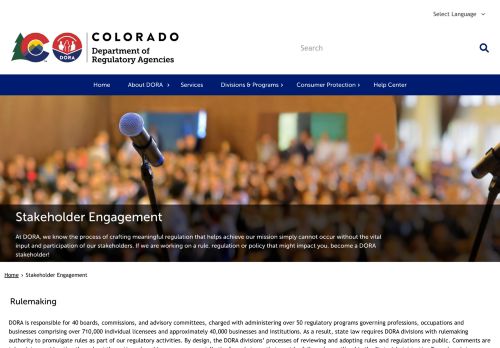 Select Language
COLORADO
Department of
Regulatory Agencies
DORA
Search
Home
About DORA
Services
Divisions & Programs
Consumer Protection
Help Center
Stakeholder Engagement
At DORA, we know the process of crafting meaningful regulation that helps achieve our mission simply cannot occur without the vital
input and participation of our stakeholders. If we are working on a rule, regulation or policy that might impact you, become a DORA
stakeholder!
Home › Stakeholder Engagement
Rulemaking
DORA is responsible for 40 boards, commissions, and advisory committees, charged with administering over 50 regulatory programs governing professions, occupations and
businesses comprising over 710,000 individual licensees and approximately 40,000 businesses and institutions. As a result, state law requires DORA divisions with rulemaking
authority to promulgate rules as part of our regulatory activities. By design, the DORA divisions' processes of reviewing and adopting rules and regulations are public. Comments are